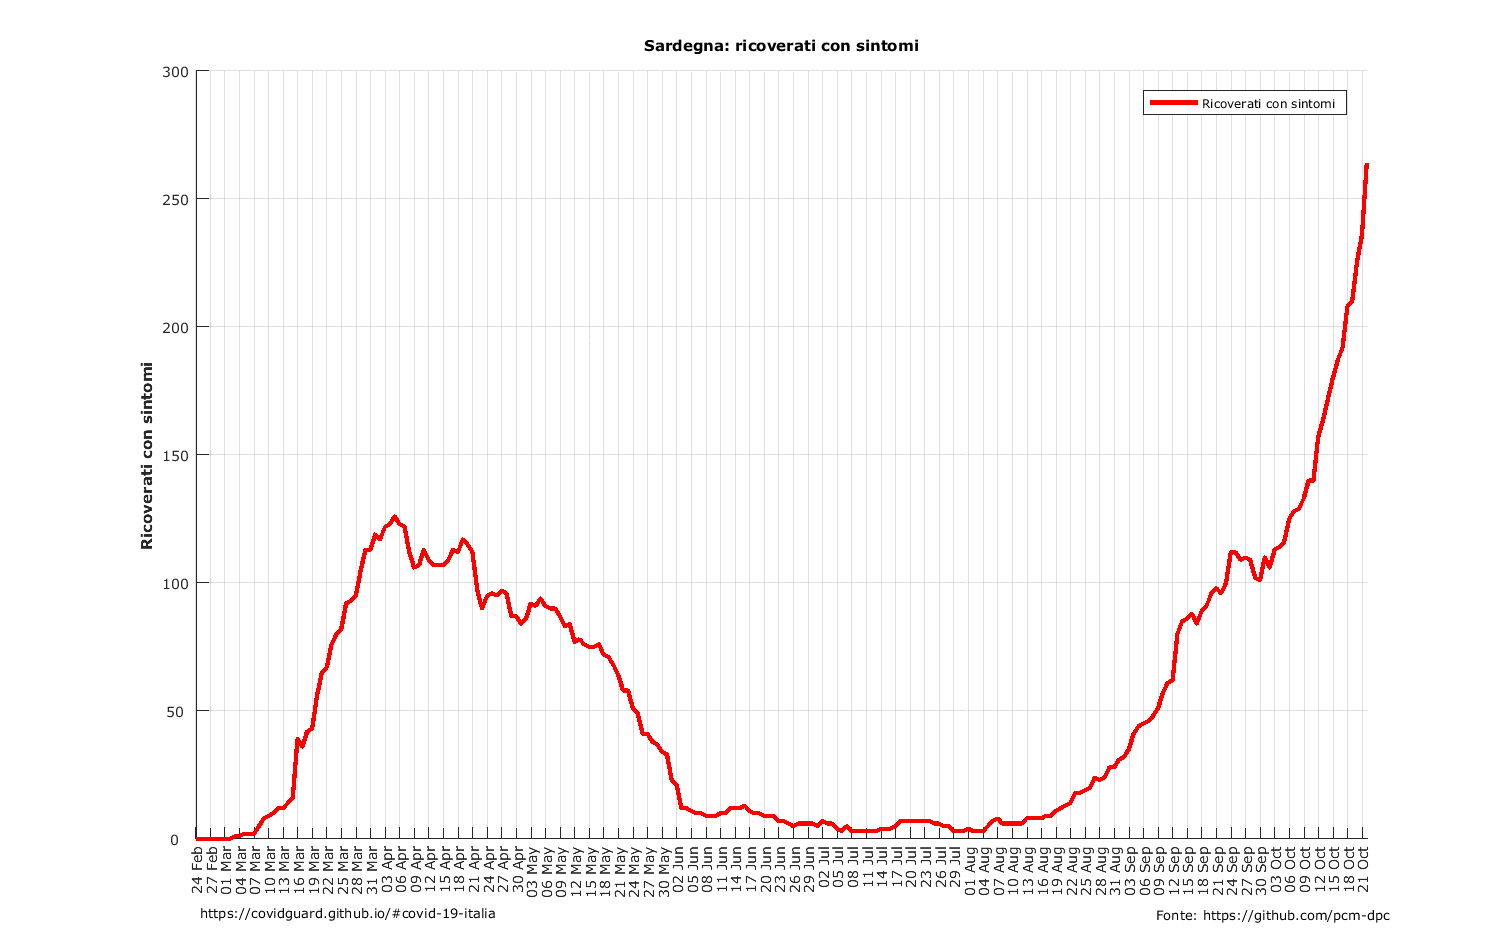 Sardegna: ricoverati con sintomi
300
250
200
150
100
50
0
Ricoverati con sintomi
Ricoverati con sintomi
24 Feb
27 Feb
01 Mar
04 Mar
07 Mar
10 Mar
13 Mar
16 Mar
19 Mar
22 Mar
25 Mar
28 Mar
31 Mar
03 Apr
06 Apr
09 Apr
12 Apr
15 Apr
18 Apr
21 Apr
24 Apr
27 Apr
30 Apr
03 May
06 May
09 May
12 May
15 May
18 May
21 May
24 May
27 May
30 May
02 Jun
05 Jun
08 Jun
11 Jun
14 Jun
17 Jun
20 Jun
23 Jun
26 Jun
29 Jun
02 Jul
05 Jul
08 Jul
11 Jul
14 Jul
17 Jul
20 Jul
23 Jul
26 Jul
29 Jul
01 Aug
04 Aug
07 Aug
10 Aug
13 Aug
16 Aug
19 Aug
22 Aug
25 Aug
28 Aug
31 Aug
03 Sep
06 Sep
09 Sep
12 Sep
15 Sep
18 Sep
21 Sep
24 Sep
27 Sep
30 Sep
03 Oct
06 Oct
09 Oct
12 Oct
15 Oct
18 Oct
21 Oct
https://covidguard.github.io/#covid-19-italia
Fonte: https://github.com/pcm-dpc